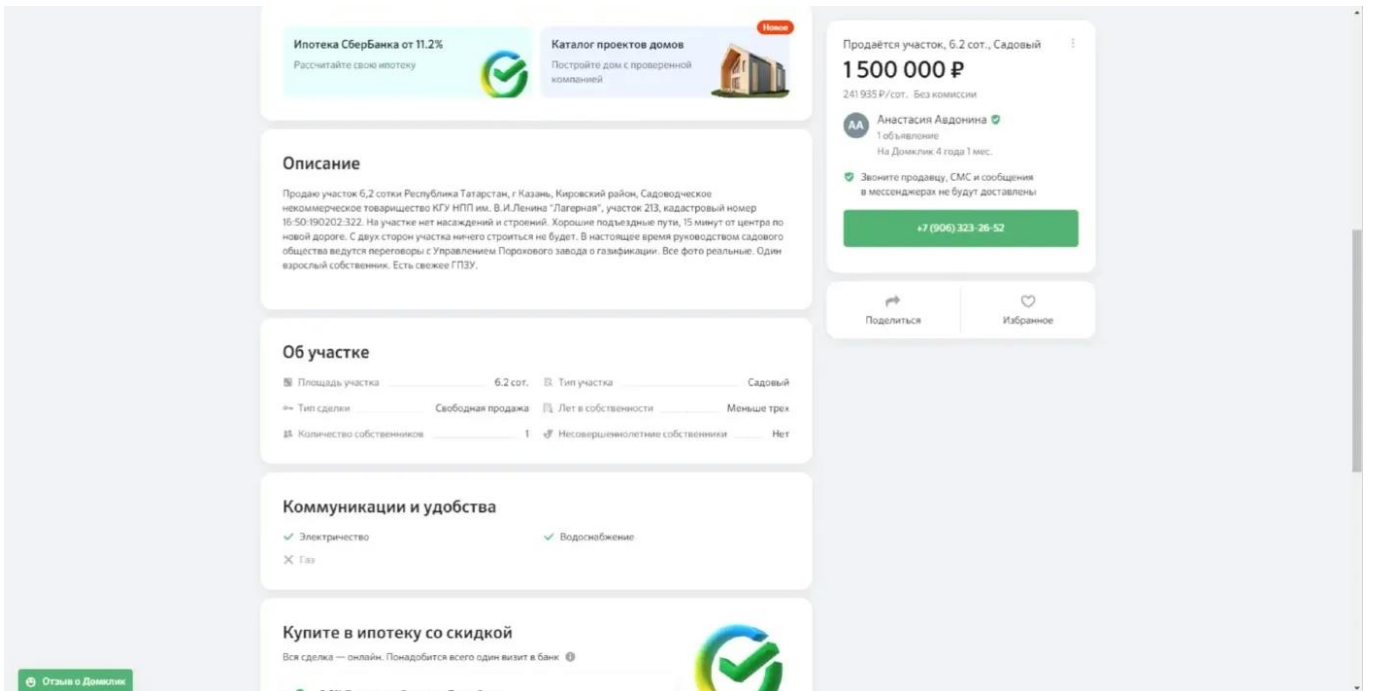 Ипотека СберБанка от 11.2%
Рассчитайте свою ипотеку
Новое
Каталог проектов домов
Постройте дом с проверенной
компанией
Описание
Продаю участок 6,2 сотки Республика Татарстан, г Казань, Кировский район, Садоводческое
некоммерческое товарищество КГУ НПП им. В.И.Ленина "Лагерная", участок 213, кадастровый номер
16:50:190202:322. На участке нет насаждений и строений. Хорошие подъездные пути, 15 минут от центра по
новой дороге. С двух сторон участка ничего строиться не будет. В настоящее время руководством садового
общества ведутся переговоры с Управлением Порохового завода о газификации. Все фото реальные. Один
взрослый собственник. Есть свежее ГПЗУ.
Об участке
Площадь участка 6.2 сот.
Тип участка Садовый
Тип сделки Свободная продажа
Лет в собственности Меньше трех
Количество собственников 1
Несовершеннолетние собственники Нет
Коммуникации и удобства
Электричество
Водоснабжение
Газ
Купите в ипотеку со скидкой
Вся сделка — онлайн. Понадобится всего один визит в банк
Продаётся участок, 6.2 сот., Садовый
1 500 000 ₽
241 935 ₽/сот. Без комиссии
АА
Анастасия Авдонина
1 объявление
На Домклик 4 года 1 мес.
Звоните продавцу, СМС и сообщения
в мессенджерах не будут доставлены
+7 (906) 323-26-52
Поделиться
Избранное
Отзыв о Домклик